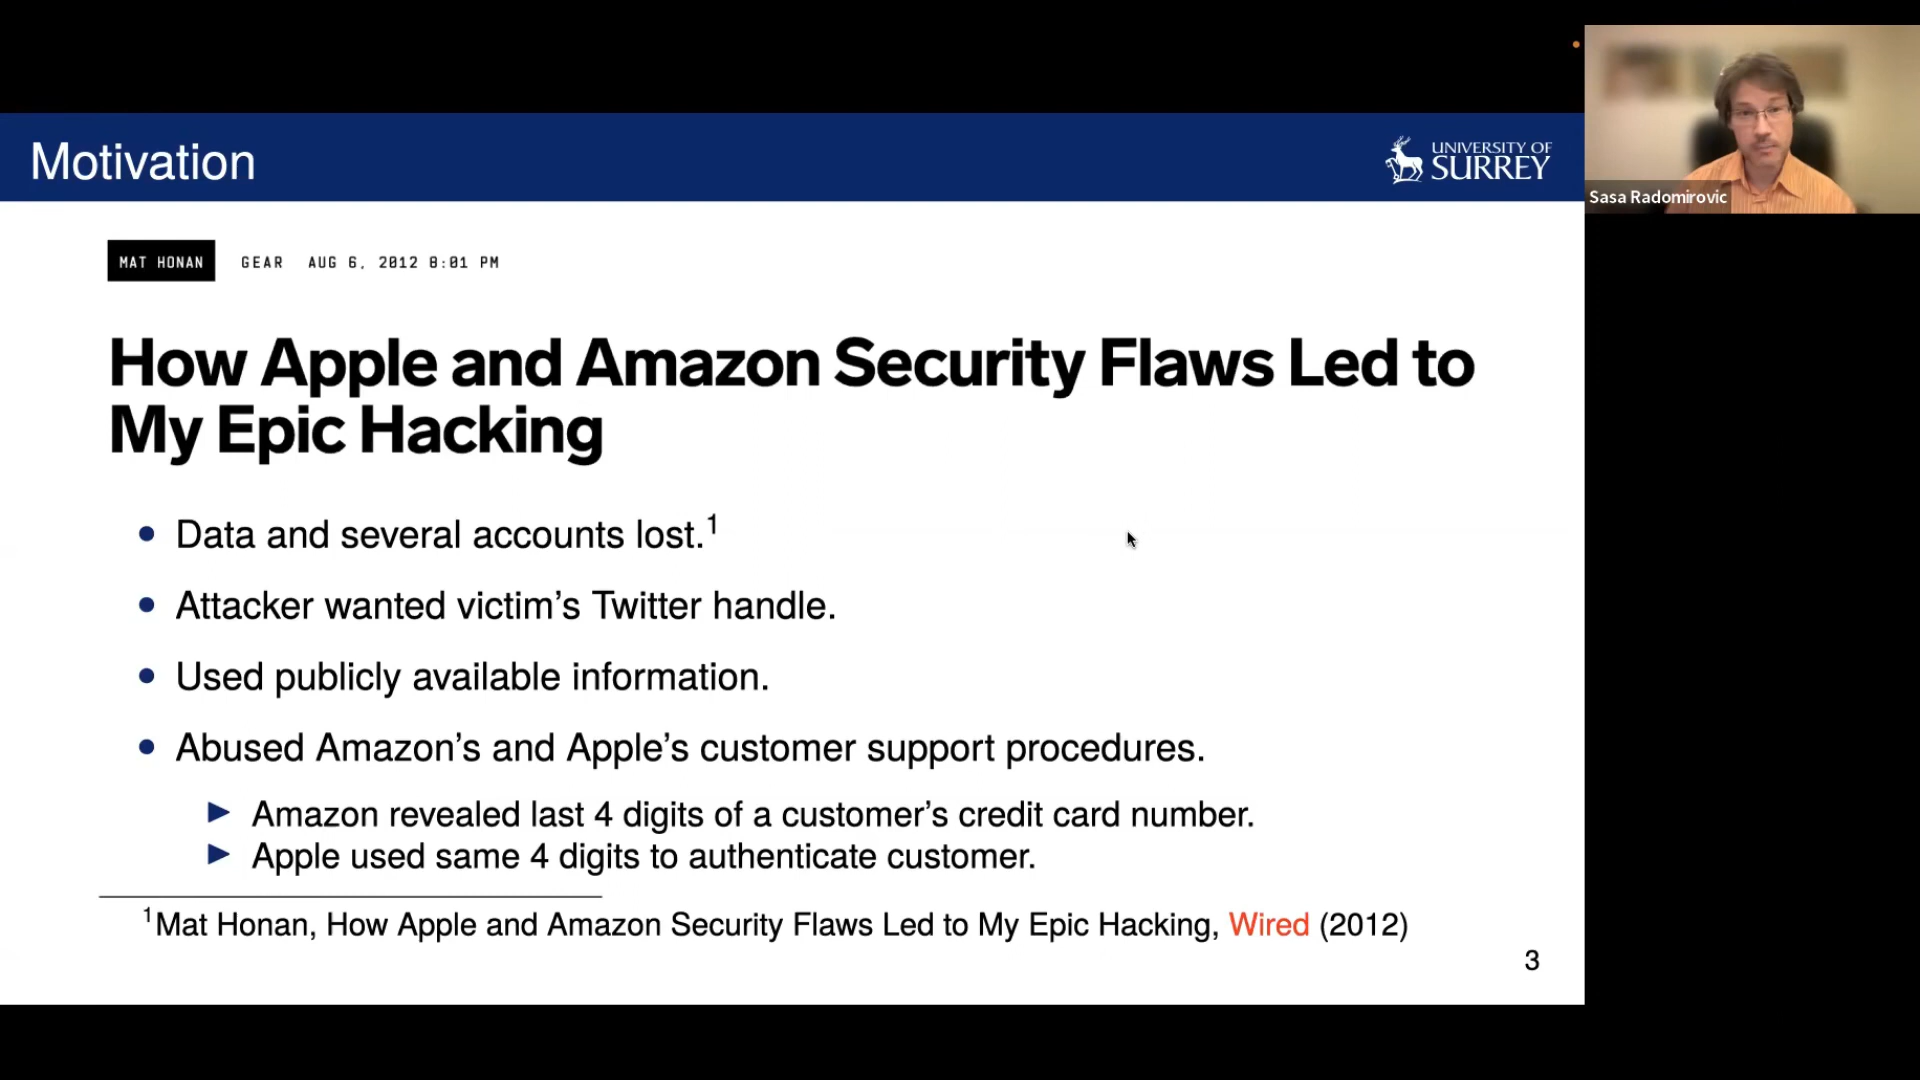 Motivation
UNIVERSITY OF
SURREY
Sasa Radomirovic
MAT HONAN GEAR AUG 6, 2012 8:01 PM
How Apple and Amazon Security Flaws Led to
My Epic Hacking
• Data and several accounts lost.¹
• Attacker wanted victim’s Twitter handle.
• Used publicly available information.
• Abused Amazon’s and Apple’s customer support procedures.
▶ Amazon revealed last 4 digits of a customer’s credit card number.
▶ Apple used same 4 digits to authenticate customer.
¹Mat Honan, How Apple and Amazon Security Flaws Led to My Epic Hacking, Wired (2012)
3